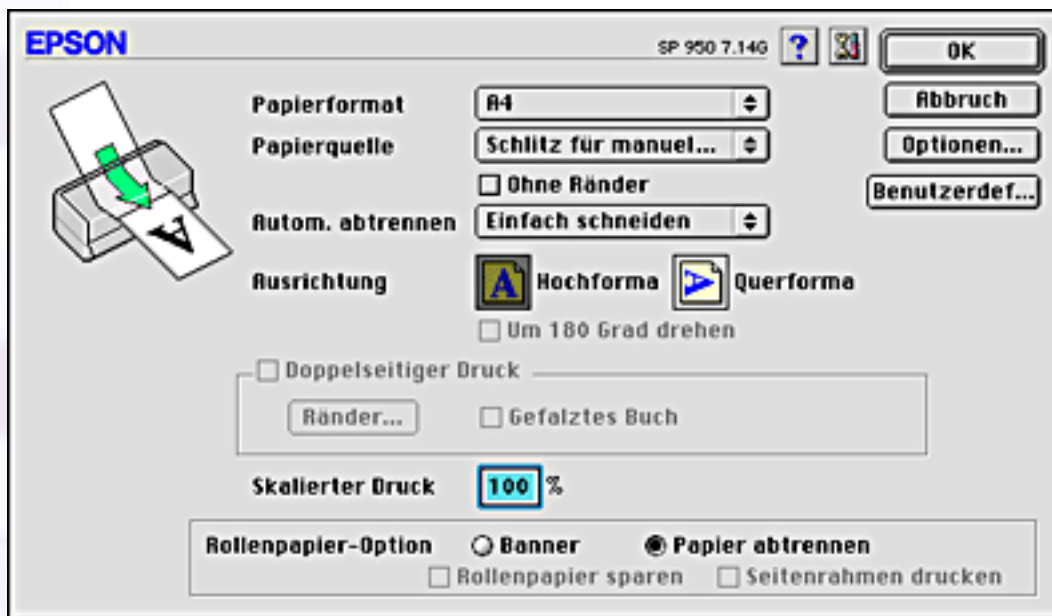 EPSON SP 950 7.14G ? OK
Papierformat A4 Abbruch
Papierquelle Schlitz für manuel... Optionen...
Ohne Ränder Benutzerdef...
Autom. abtrennen Einfach schneiden
Ausrichtung A Hochforma A Querforma
Um 180 Grad drehen
Doppelseitiger Druck
Ränder... Gefalztes Buch
Skalierter Druck 100 %
Rollenpapier-Option Banner Papier abtrennen
Rollenpapier sparen Seitenrahmen drucken